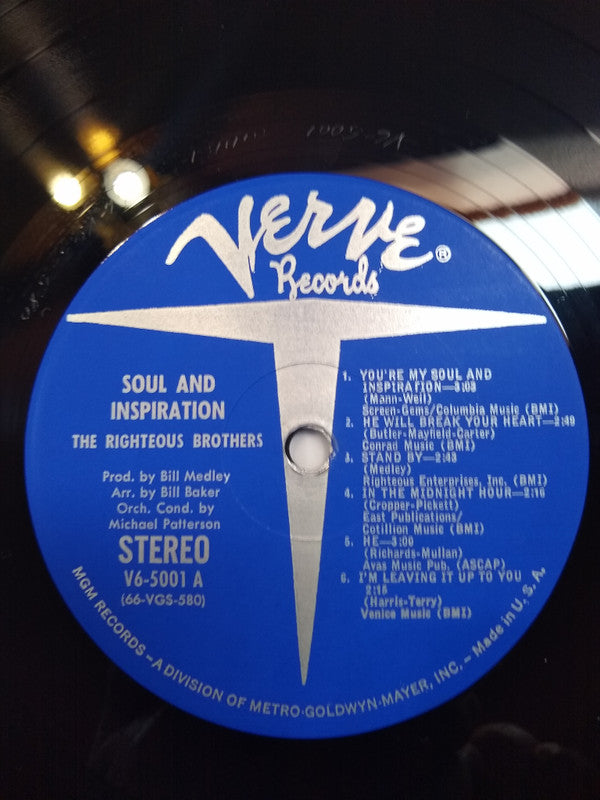 VERVE®
Records
SOUL AND
INSPIRATION
THE RIGHTEOUS BROTHERS
Prod. by Bill Medley
Arr. by Bill Baker
Orch. Cond. by
Michael Patterson
STEREO
V6-5001 A
(66-VGS-580)
1. YOU'RE MY SOUL AND
INSPIRATION—3:03
(Mann-Weil)
Screen-Gems/Columbia Music (BMI)
2. HE WILL BREAK YOUR HEART—2:49
(Butler-Mayfield-Carter)
Conrad Music (BMI)
3. STAND BY—2:43
(Medley)
Righteous Enterprises, Inc. (BMI)
4. IN THE MIDNIGHT HOUR—2:16
(Cropper-Pickett)
East Publications/
Cotillion Music (BMI)
5. HE—3:00
(Richards-Mullan)
Avas Music Pub. (ASCAP)
6. I'M LEAVING IT UP TO YOU
2:15
(Harris-Terry)
Venice Music (BMI)
MGM RECORDS – A DIVISION OF METRO-GOLDWYN-MAYER, INC. – Made in U. S. A.